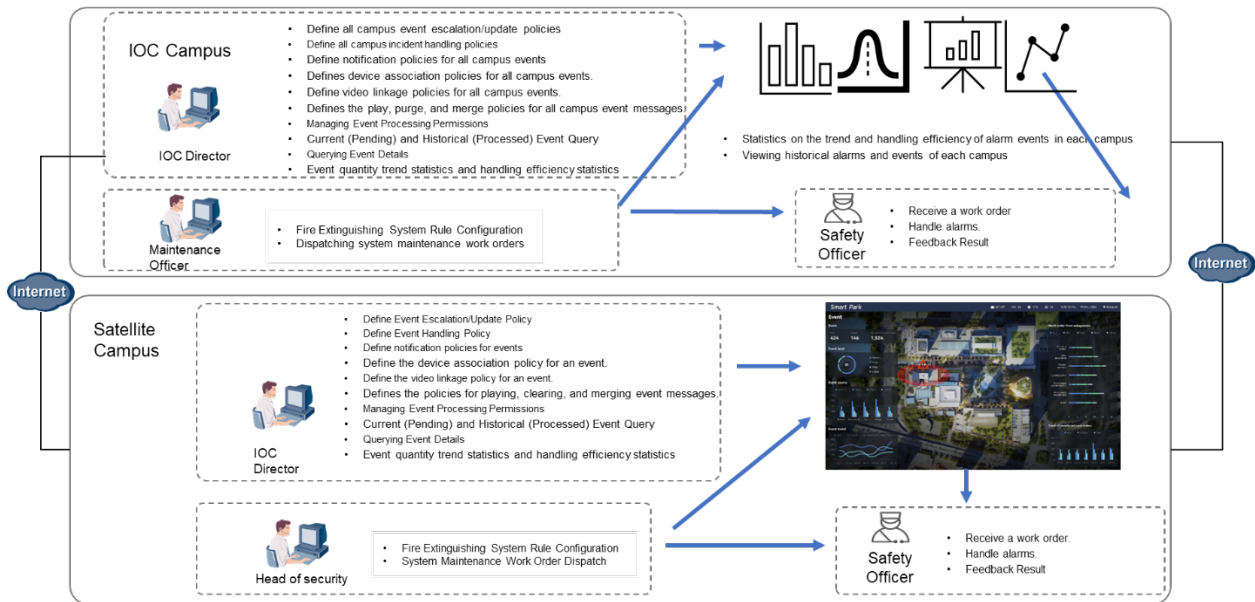 IOC Campus
IOC Director
Define all campus event escalation/update policies
Define all campus incident handling policies
Define notification policies for all campus events
Defines device association policies for all campus events.
Define video linkage policies for all campus events.
Defines the play, purge, and merge policies for all campus event messages.
Managing Event Processing Permissions
Current (Pending) and Historical (Processed) Event Query
Querying Event Details
Event quantity trend statistics and handling efficiency statistics
Statistics on the trend and handling efficiency of alarm events in each campus
Viewing historical alarms and events of each campus
Maintenance
Officer
Fire Extinguishing System Rule Configuration
Dispatching system maintenance work orders
Safety
Officer
Receive a work order
Handle alarms.
Feedback Result
Internet
Internet
Satellite
Campus
IOC
Director
Define Event Escalation/Update Policy
Define Event Handling Policy
Define notification policies for events
Define the device association policy for an event.
Define the video linkage policy for an event.
Defines the policies for playing, clearing, and merging event messages.
Managing Event Processing Permissions
Current (Pending) and Historical (Processed) Event Query
Querying Event Details
Event quantity trend statistics and handling efficiency statistics
Smart Park
Event
424 146 1,524
Head of security
Fire Extinguishing System Rule Configuration
System Maintenance Work Order Dispatch
Safety
Officer
Receive a work order.
Handle alarms.
Feedback Result